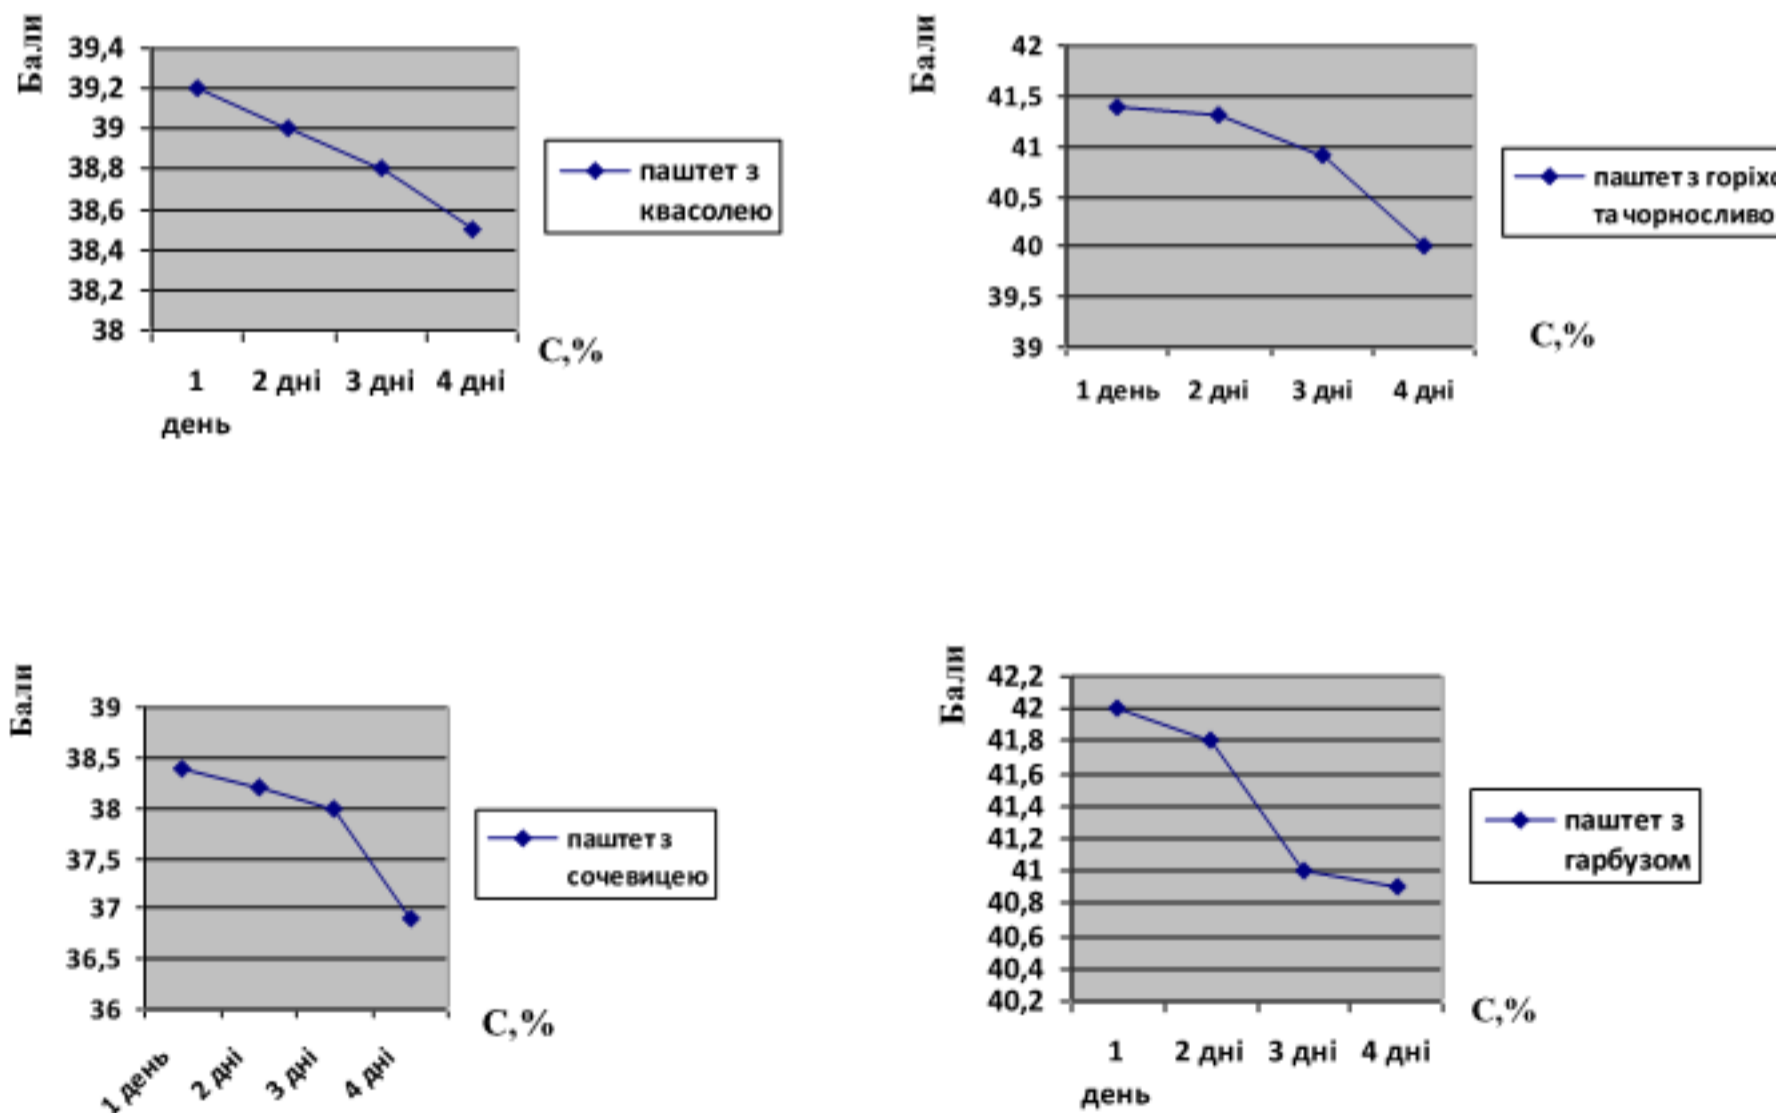 Бали
39,4
39,2
39
38,8
38,6
38,4
38,2
38
1 день
2 дні
3 дні
4 дні
С,%
паштет з
квасолею
Бали
42
41,5
41
40,5
40
39,5
39
1 день
2 дні
3 дні
4 дні
С,%
паштет з горіхо
та чорносливо
Бали
39
38,5
38
37,5
37
36,5
36
1 день
2 дні
3 дні
4 дні
С,%
паштет з
сочевицею
Бали
42,2
42
41,8
41,6
41,4
41,2
41
40,8
40,6
40,4
40,2
1 день
2 дні
3 дні
4 дні
С,%
паштет з
гарбузом